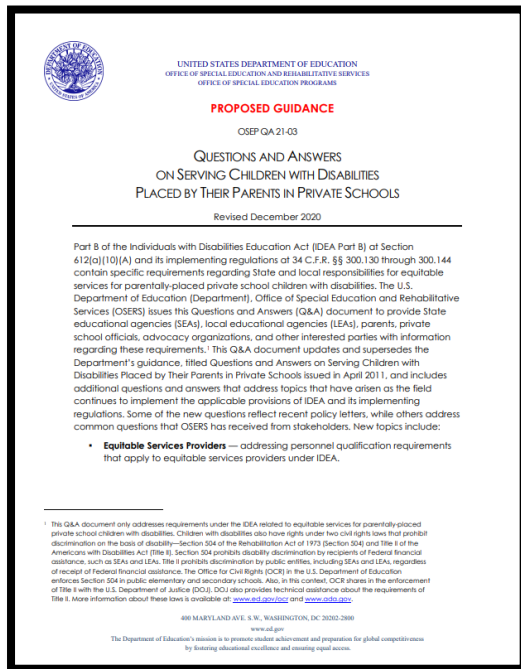 DEPARTMENT OF EDUCATION
UNITED STATES OF AMERICA
UNITED STATES DEPARTMENT OF EDUCATION
OFFICE OF SPECIAL EDUCATION AND REHABILITATIVE SERVICES
OFFICE OF SPECIAL EDUCATION PROGRAMS
PROPOSED GUIDANCE
OSEP QA 21-03
QUESTIONS AND ANSWERS
ON SERVING CHILDREN WITH DISABILITIES
PLACED BY THEIR PARENTS IN PRIVATE SCHOOLS
Revised December 2020
Part B of the Individuals with Disabilities Education Act (IDEA Part B) at Section
612(a)(10)(A) and its implementing regulations at 34 C.F.R. §§ 300.130 through 300.144
contain specific requirements regarding State and local responsibilities for equitable
services for parentally-placed private school children with disabilities. The U.S.
Department of Education (Department), Office of Special Education and Rehabilitative
Services (OSERS) issues this Questions and Answers (Q&A) document to provide State
educational agencies (SEAs), local educational agencies (LEAs), parents, private
school officials, advocacy organizations, and other interested parties with information
regarding these requirements.¹ This Q&A document updates and supersedes the
Department's guidance, titled Questions and Answers on Serving Children with
Disabilities Placed by Their Parents in Private Schools issued in April 2011, and includes
additional questions and answers that address topics that have arisen as the field
continues to implement the applicable provisions of IDEA and its implementing
regulations. Some of the new questions reflect recent policy letters, while others address
common questions that OSERS has received from stakeholders. New topics include:
• Equitable Services Providers — addressing personnel qualification requirements
that apply to equitable services providers under IDEA.
¹ This Q&A document only addresses requirements under the IDEA related to equitable services for parentally-placed
private school children with disabilities. Children with disabilities also have rights under two civil rights laws that prohibit
discrimination on the basis of disability—Section 504 of the Rehabilitation Act of 1973 (Section 504) and Title II of the
Americans with Disabilities Act (Title II). Section 504 prohibits disability discrimination by recipients of Federal financial
assistance, such as SEAs and LEAs. Title II prohibits discrimination by public entities, including SEAs and LEAs, regardless
of receipt of Federal financial assistance. The Office for Civil Rights (OCR) in the U.S. Department of Education
enforces Section 504 in public elementary and secondary schools. Also, in this context, OCR shares in the enforcement
of Title II with the U.S. Department of Justice (DOJ). DOJ also provides technical assistance about the requirements of
Title II. More information about these laws is available at: www.ed.gov/ocr and www.ada.gov.
400 MARYLAND AVE. S.W., WASHINGTON, DC 20202-2800
www.ed.gov
The Department of Education's mission is to promote student achievement and preparation for global competitiveness
by fostering educational excellence and ensuring equal access.